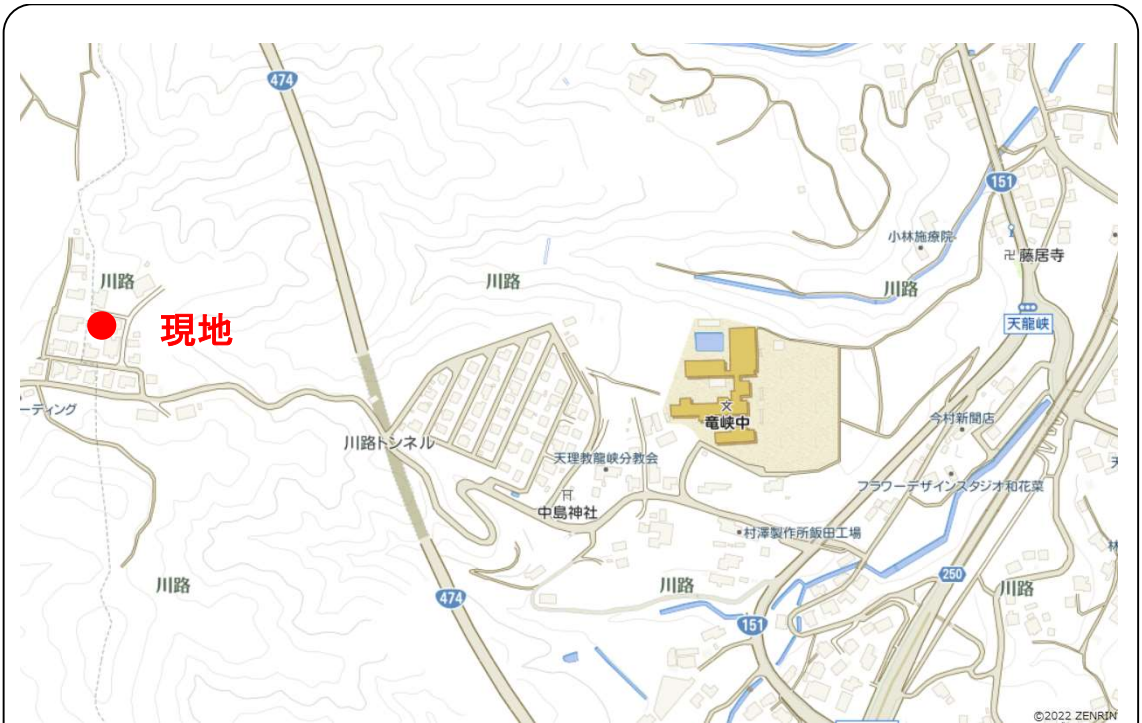 474
151
小林施療院
卍 藤居寺
川路
川路
川路
天龍峡
現地
ーディング
川路トンネル
文
竜峡中
今村新聞店
天理教龍峡分教会
フラワーデザインスタジオ和花菜
中島神社
村澤製作所飯田工場
250
川路
川路
川路
474
151
©2022 ZENRIN